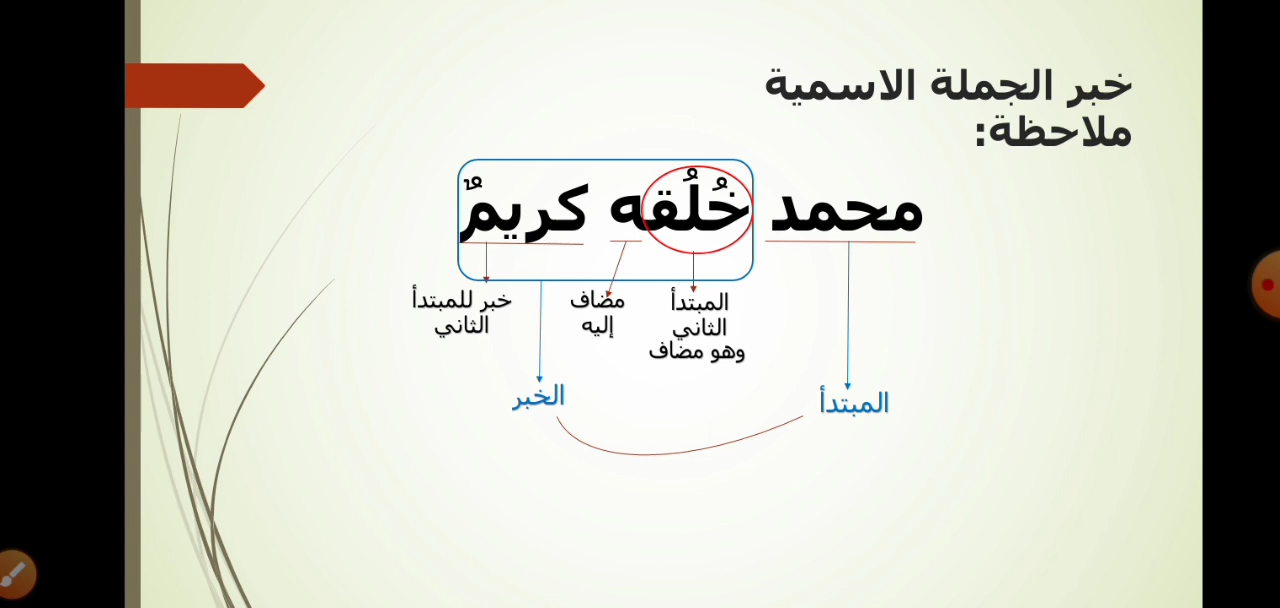 خبر الجملة الاسمية
ملاحظة:
محمد خُلُقه كريمٌ
المبتدأ
الثاني
وهو مضاف
مضاف
إليه
خبر للمبتدأ
الثاني
المبتدأ
الخبر